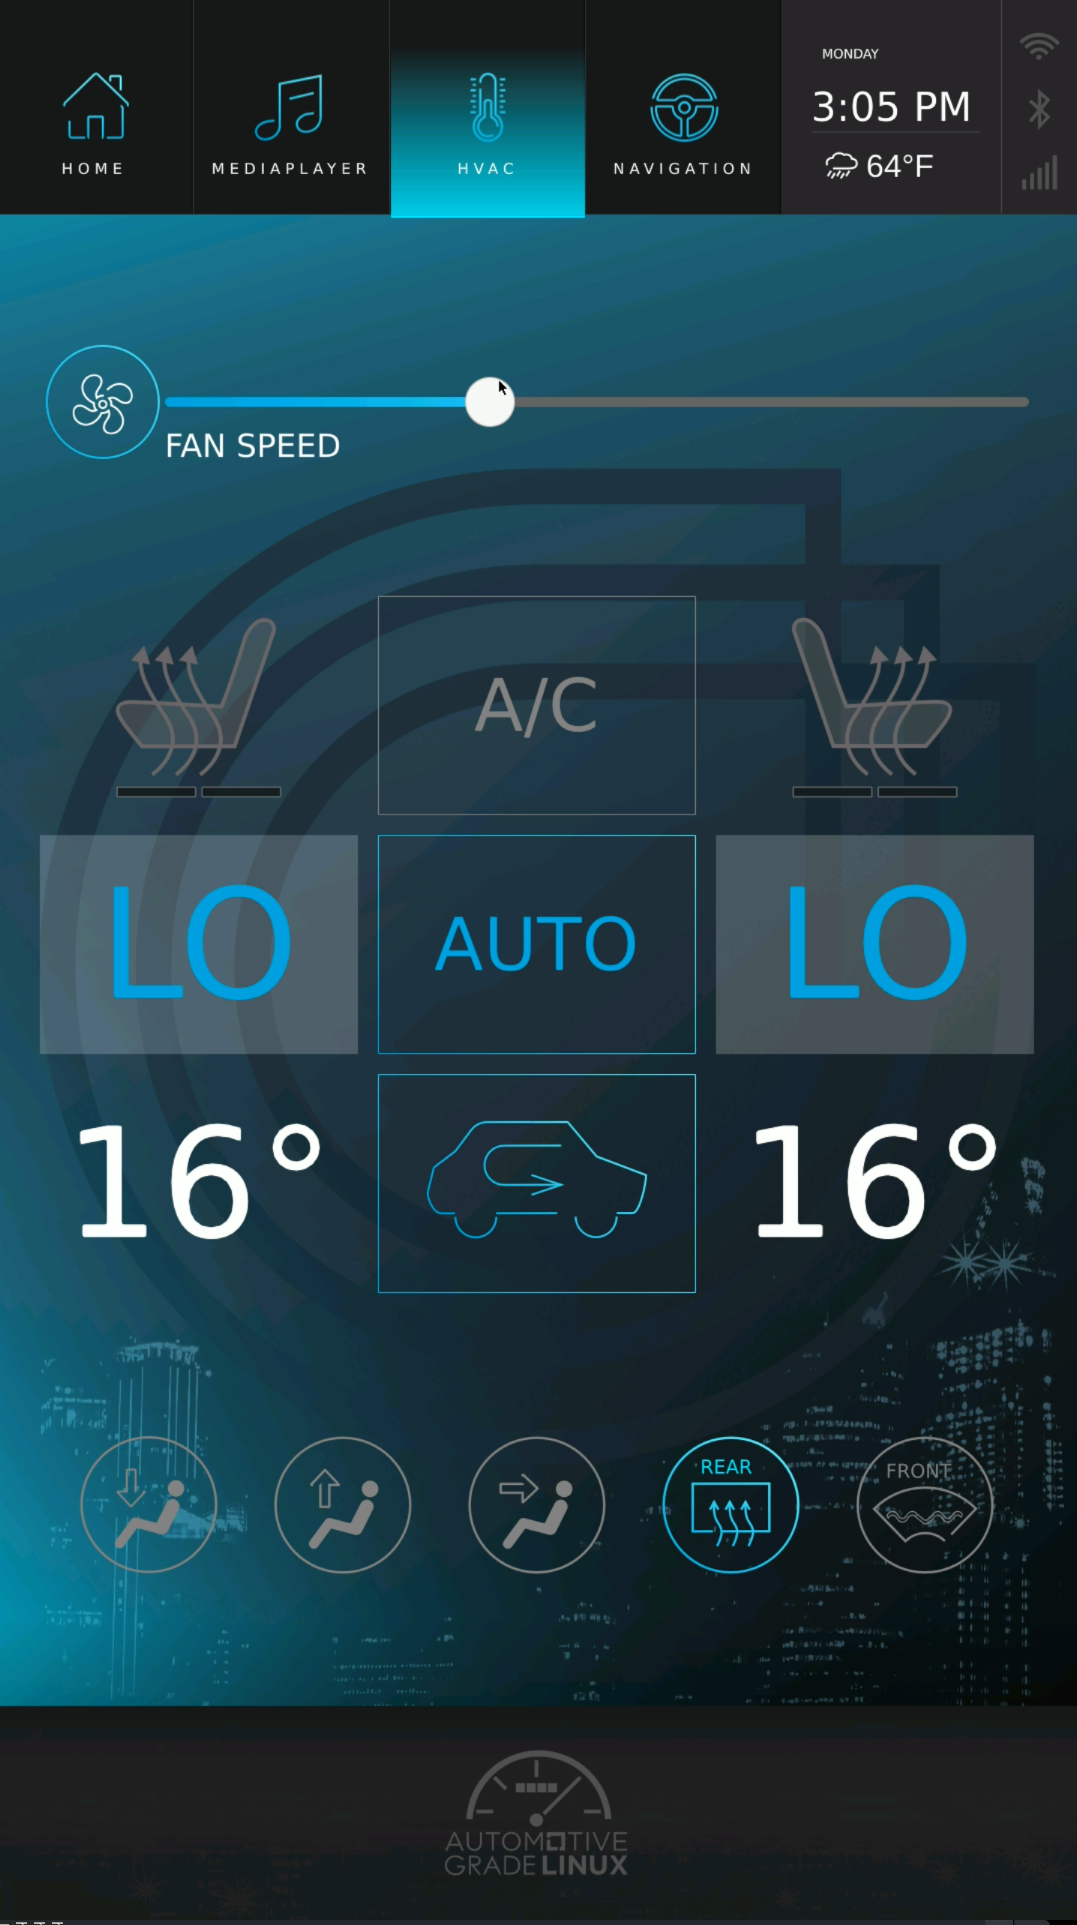 MONDAY
3:05 PM
64°F
HOME
MEDIAPLAYER
HVAC
NAVIGATION
FAN SPEED
A/C
LO
AUTO
LO
16°
16°
REAR
FRONT
AUTOMOTIVE
GRADE LINUX